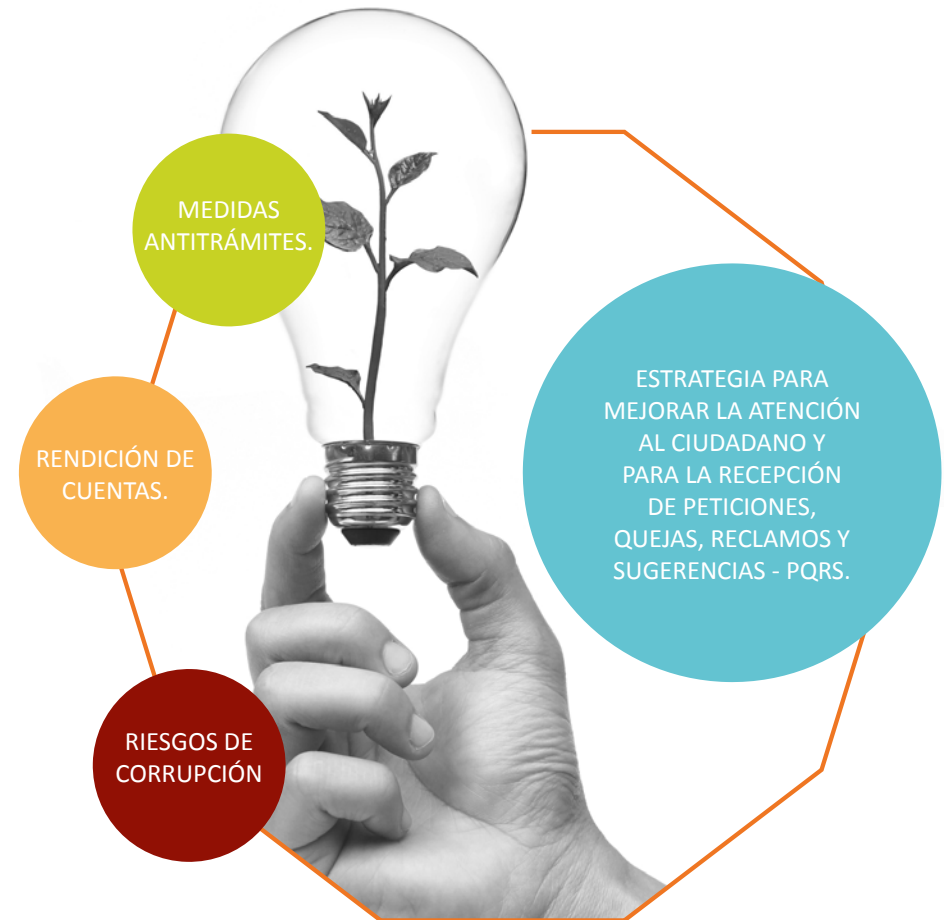 MEDIDAS
ANTITRÁMITES.
RENDICIÓN DE
CUENTAS.
RIESGOS DE
CORRUPCIÓN
ESTRATEGIA PARA
MEJORAR LA ATENCIÓN
AL CIUDADANO Y
PARA LA RECEPCIÓN
DE PETICIONES,
QUEJAS, RECLAMOS Y
SUGERENCIAS - PQRS.